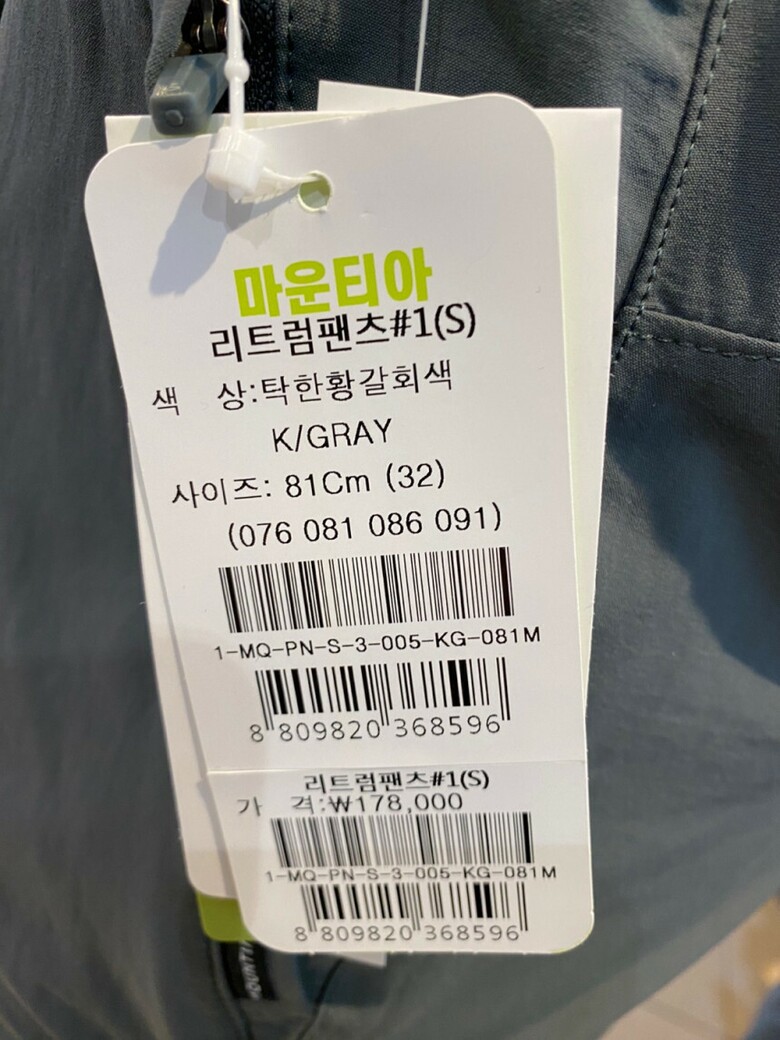 마운티아
리트럼팬츠#1(S)
색 상:탁한황갈회색
K/GRAY
사이즈: 81Cm (32)
(076 081 086 091)
1-MQ-PN-S-3-005-KG-081M
8 809820 368596
리트럼팬츠#1(S)
가 격:₩178,000
1-MQ-PN-S-3-005-KG-081M
8 809820 368596